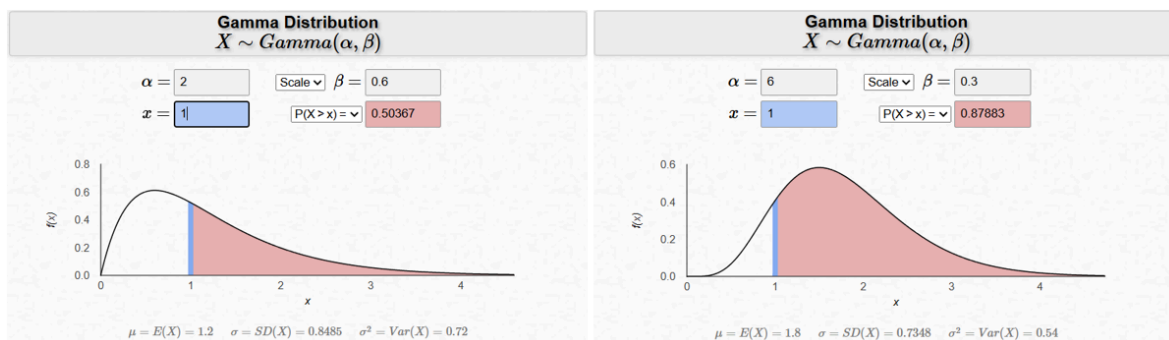 Gamma Distribution
X ∼ Gamma(α, β)
α = 2 Scale β = 0.6
x = 1 P(X > x) = 0.50367
0.8
0.6
0.4
0.2
0.0
f(x)
0 1 2 3 4
x
μ = E(X) = 1.2 σ = SD(X) = 0.8485 σ² = Var(X) = 0.72
Gamma Distribution
X ∼ Gamma(α, β)
α = 6 Scale β = 0.3
x = 1 P(X > x) = 0.87883
0.6
0.4
0.2
0.0
f(x)
0 1 2 3 4
x
μ = E(X) = 1.8 σ = SD(X) = 0.7348 σ² = Var(X) = 0.54